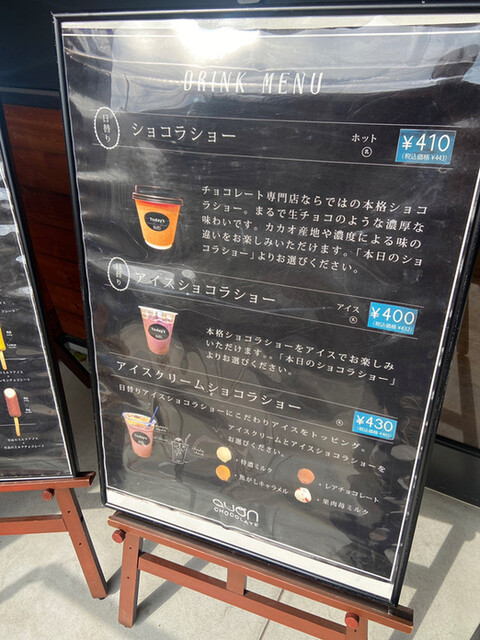 DRINK MENU
日替り
ショコラショー
ホット
¥410
(税込価格 ¥443)
Today's
チョコレート専門店ならではの本格ショコ
ラショー。まるで生チョコのような濃厚な
味わいです。カカオ産地や濃度による味の
違いをお楽しみいただけます。「本日のショ
コラショー」よりお選びください。
日替り
アイスショコラショー
アイス
¥400
(税込価格 ¥432)
Today's
本格ショコラショーをアイスでお楽しみ
いただけます。。「本日のショコラショー」
よりお選びください。
アイスクリームショコラショー
¥430
日替りアイスショコラショーにこだわりアイスをトッピング。
アイスクリームとアイスショコラショーを
お選びください。
・特濃ミルク
・レアチョコレート
・焦がしキャラメル
・果肉苺ミルク
CHOCOLATE